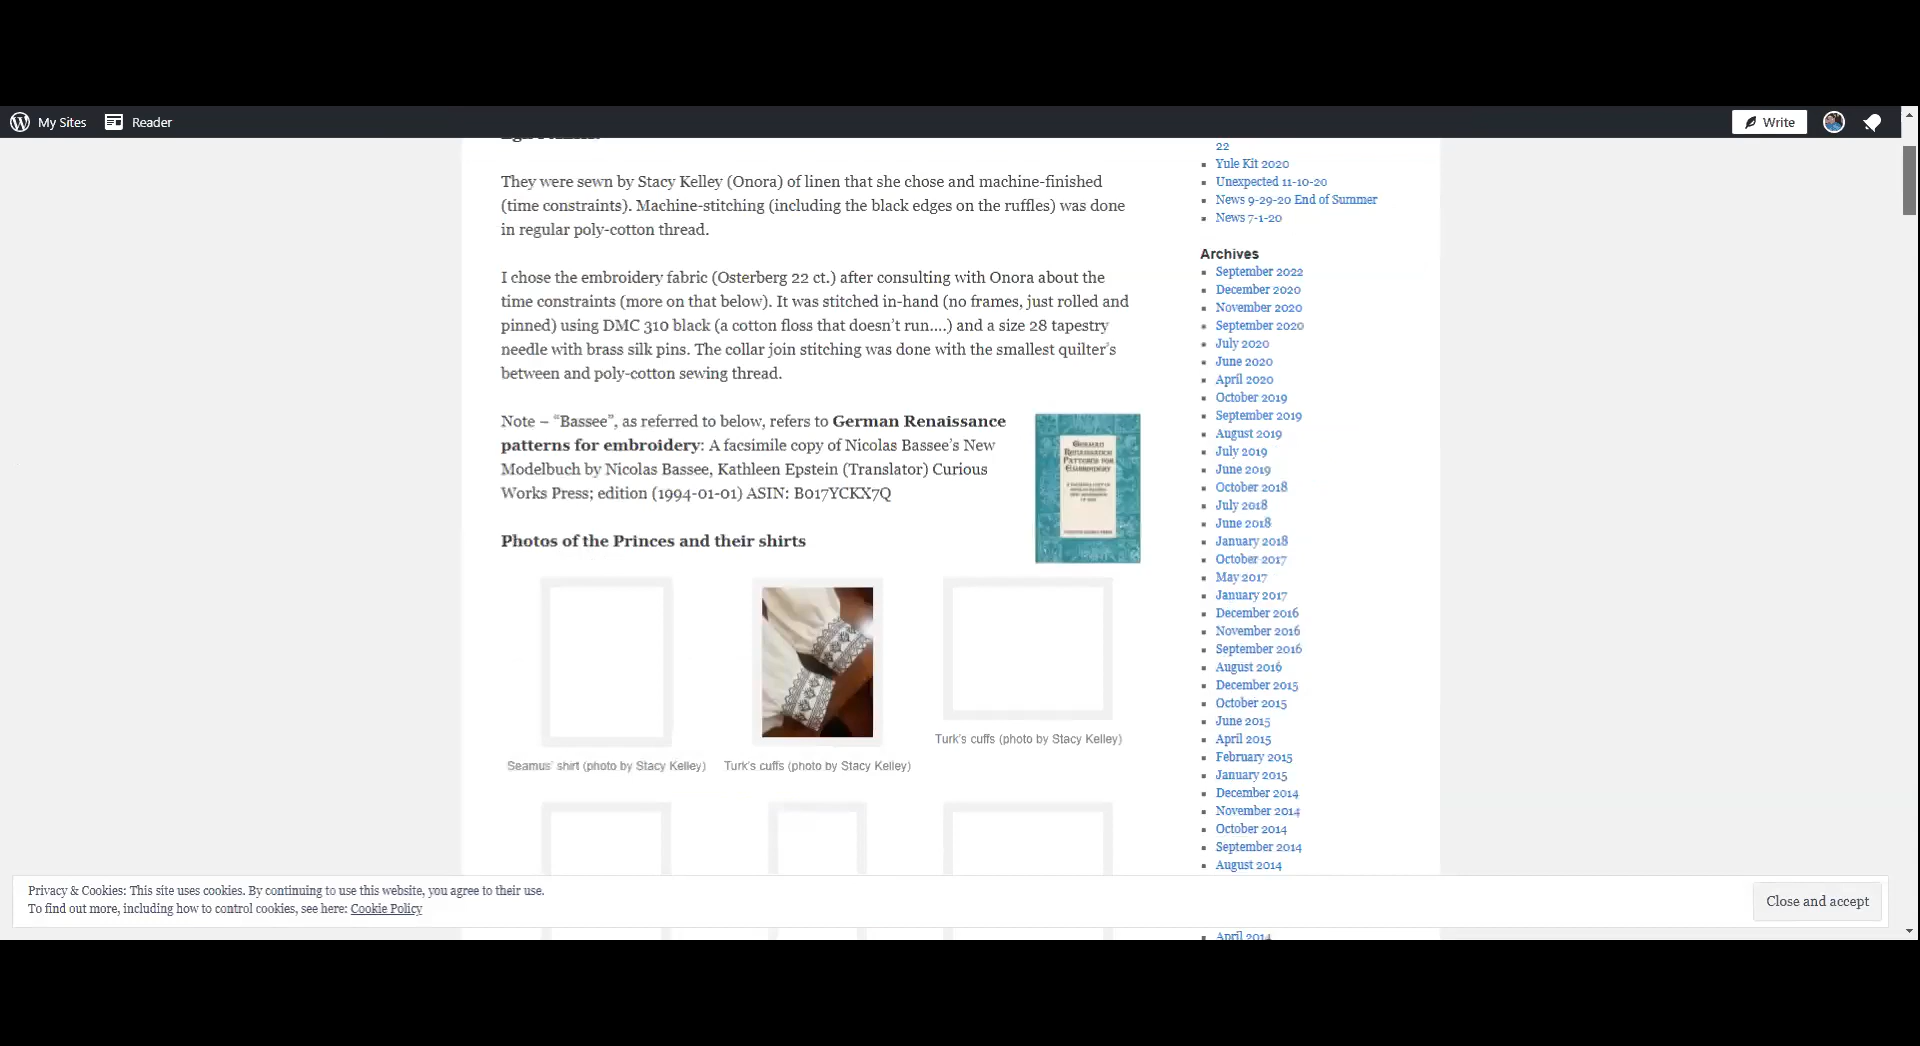 My Sites
Reader
Write
They were sewn by Stacy Kelley (Onora) of linen that she chose and machine-finished
(time constraints). Machine-stitching (including the black edges on the ruffles) was done
in regular poly-cotton thread.
I chose the embroidery fabric (Osterberg 22 ct.) after consulting with Onora about the
time constraints (more on that below). It was stitched in-hand (no frames, just rolled and
pinned) using DMC 310 black (a cotton floss that doesn’t run....) and a size 28 tapestry
needle with brass silk pins. The collar join stitching was done with the smallest quilter’s
between and poly-cotton sewing thread.
Note – “Bassee”, as referred to below, refers to German Renaissance
patterns for embroidery: A facsimile copy of Nicolas Bassee’s New
Modelbuch by Nicolas Bassee, Kathleen Epstein (Translator) Curious
Works Press; edition (1994-01-01) ASIN: B017YCKX7Q
German
Renaissance
Patterns for
Embroidery
Photos of the Princes and their shirts
Seamus’ shirt (photo by Stacy Kelley)
Turk’s cuffs (photo by Stacy Kelley)
Turk’s cuffs (photo by Stacy Kelley)
22
Yule Kit 2020
Unexpected 11-10-20
News 9-29-20 End of Summer
News 7-1-20
Archives
September 2022
December 2020
November 2020
September 2020
July 2020
June 2020
April 2020
October 2019
September 2019
August 2019
July 2019
June 2019
October 2018
July 2018
June 2018
January 2018
October 2017
May 2017
January 2017
December 2016
November 2016
September 2016
August 2016
December 2015
October 2015
June 2015
April 2015
February 2015
January 2015
December 2014
November 2014
October 2014
September 2014
August 2014
April 2014
Privacy & Cookies: This site uses cookies. By continuing to use this website, you agree to their use.
To find out more, including how to control cookies, see here: Cookie Policy
Close and accept